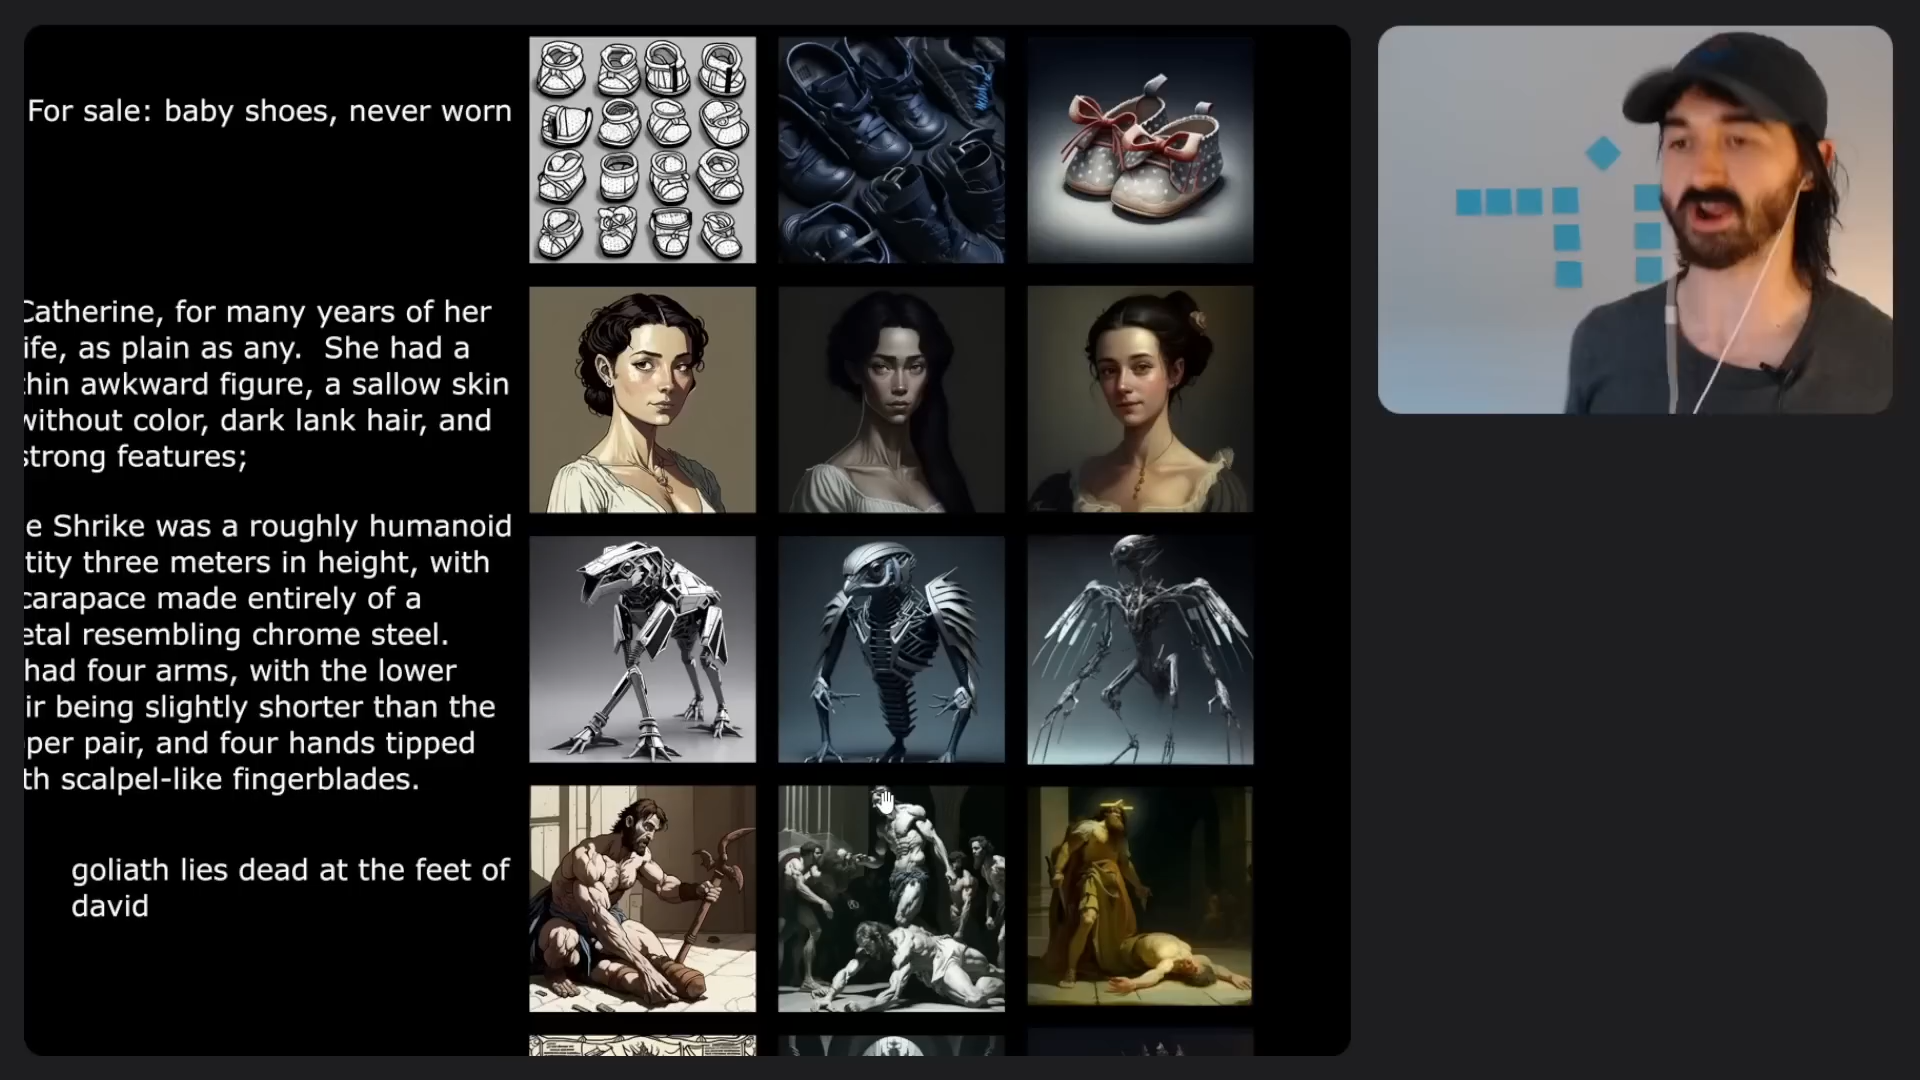 For sale: baby shoes, never worn
Catherine, for many years of her
ife, as plain as any. She had a
thin awkward figure, a sallow skin
without color, dark lank hair, and
strong features;
e Shrike was a roughly humanoid
tity three meters in height, with
carapace made entirely of a
etal resembling chrome steel.
had four arms, with the lower
ir being slightly shorter than the
per pair, and four hands tipped
th scalpel-like fingerblades.
goliath lies dead at the feet of
david